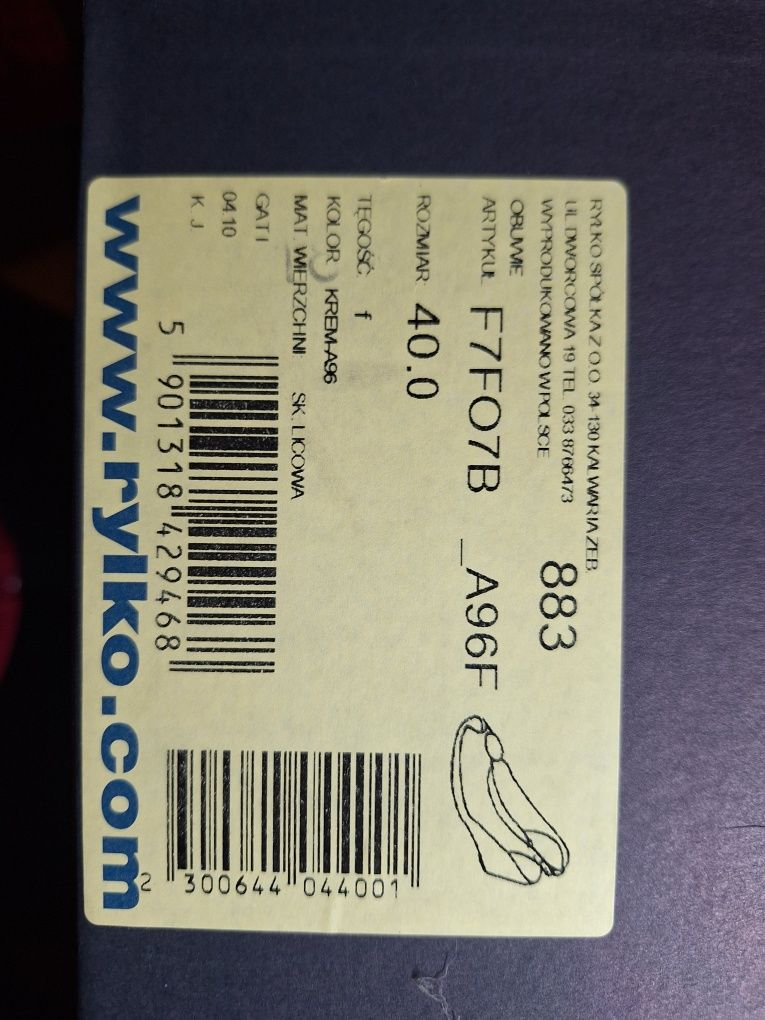 RYŁKO SPÓŁKA Z O.O. 34-130 KALWARIA ZEB.
UL. DWORCOWA 19 TEL. 033 8766473
WYPRODUKOWANO W POLSCE
883
OBUWIE
ARTYKUŁ F7FO7B _A96F
ROZMIAR 40.0
TĘGOŚĆ: f
KOLOR KREM-A96
MAT. WIERZCHNI SK. LICOWA
GAT I
04.10
K. J
5 901318 429468
2 300644 044001
www.rylko.com